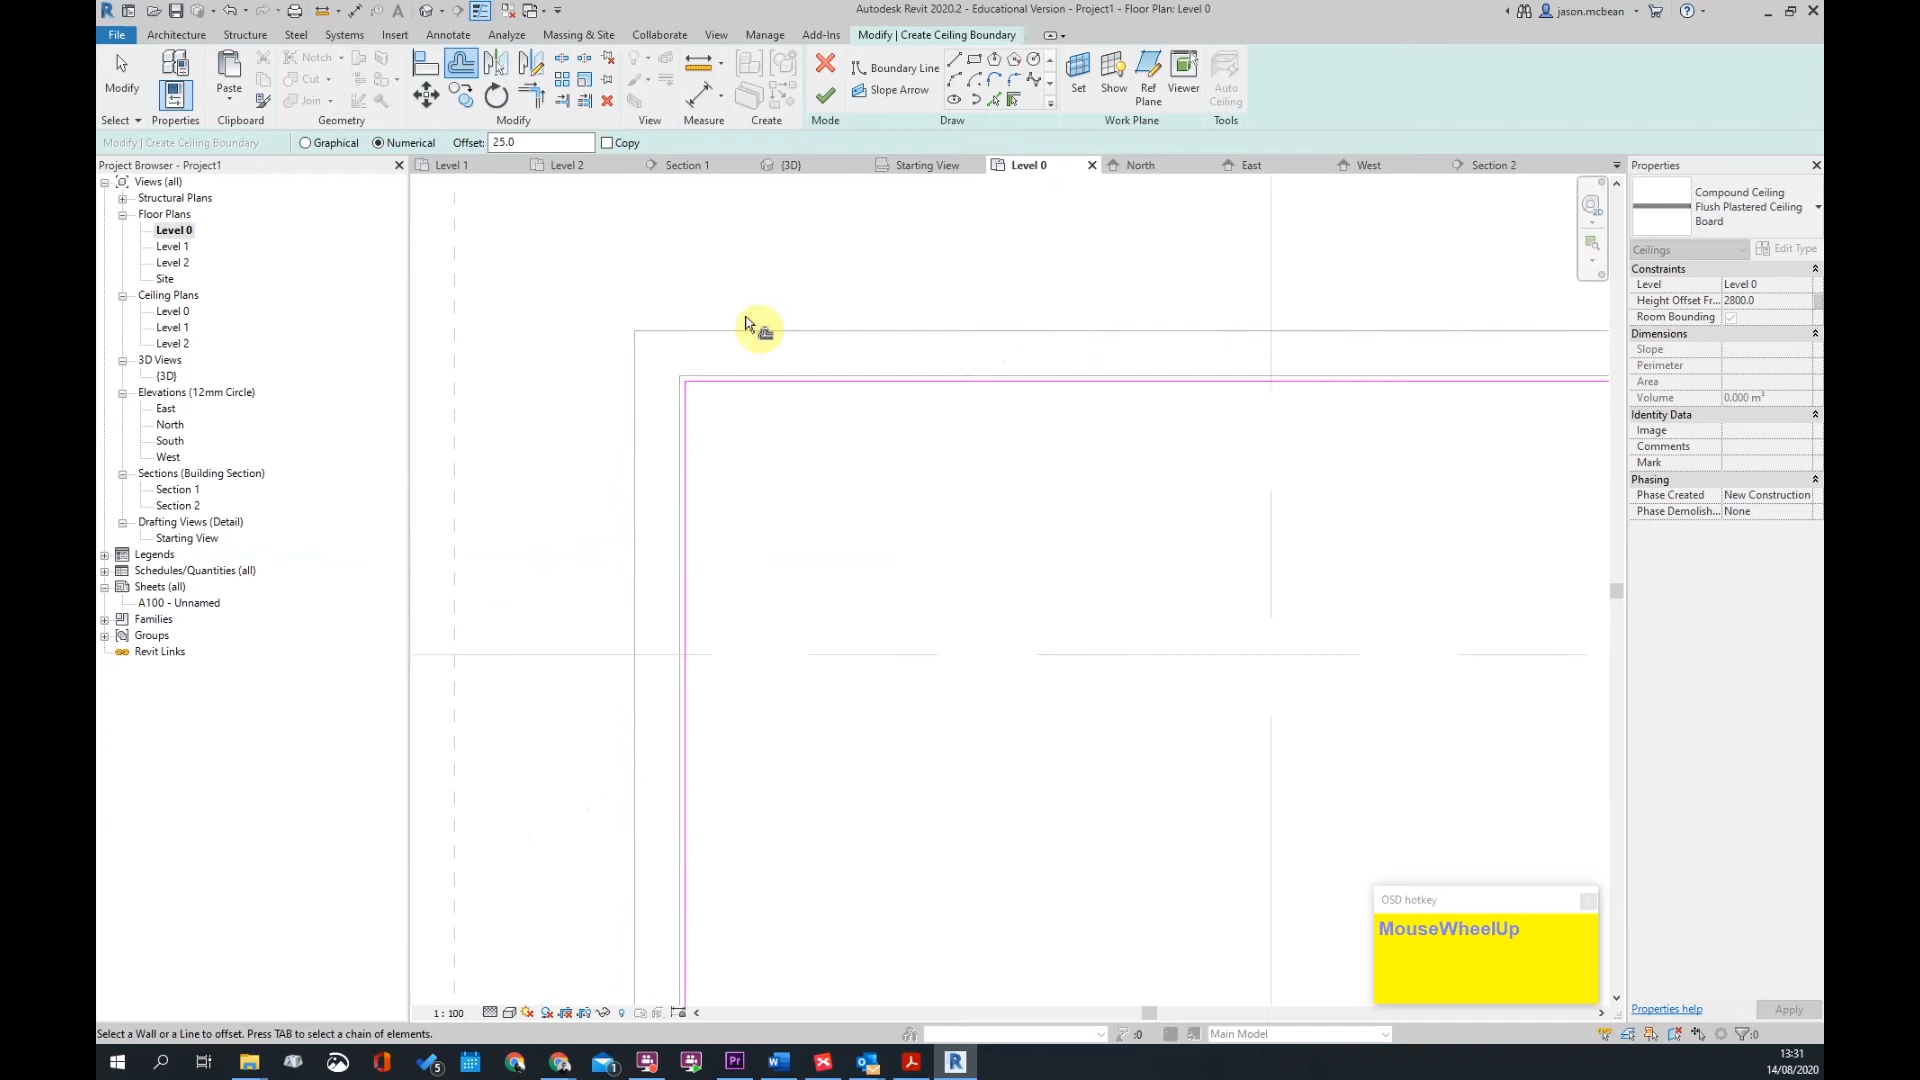 Autodesk Revit 2020.2 - Educational Version - Project1 - Floor Plan: Level 0
jason.mcbean
File Architecture Structure Steel Systems Insert Annotate Analyze Massing & Site Collaborate View Manage Add-Ins Modify | Create Ceiling Boundary
Modify
Paste
Notch
Cut
Join
Boundary Line
Slope Arrow
Set Show Ref Plane Viewer
Auto Ceiling
Select Properties Clipboard Geometry Modify View Measure Create Mode Draw Work Plane Tools
Modify | Create Ceiling Boundary Graphical Numerical Offset: 25.0 Copy
Project Browser - Project1
Level 1 Level 2 Section 1 {3D} Starting View Level 0 North East West Section 2
Views (all)
Structural Plans
Floor Plans
Level 0
Level 1
Level 2
Site
Ceiling Plans
Level 0
Level 1
Level 2
3D Views
{3D}
Elevations (12mm Circle)
East
North
South
West
Sections (Building Section)
Section 1
Section 2
Drafting Views (Detail)
Starting View
Legends
Schedules/Quantities (all)
Sheets (all)
A100 - Unnamed
Families
Groups
Revit Links
Properties
Compound Ceiling
Flush Plastered Ceiling
Board
Ceilings Edit Type
Constraints
Level Level 0
Height Offset Fr... 2800.0
Room Bounding
Dimensions
Slope
Perimeter
Area
Volume 0.000 m³
Identity Data
Image
Comments
Mark
Phasing
Phase Created New Construction
Phase Demolish... None
Properties help Apply
OSD hotkey
MouseWheelUp
1 : 100
Select a Wall or a Line to offset. Press TAB to select a chain of elements.
:0 Main Model :0
5
1
Pr
13:31
14/08/2020